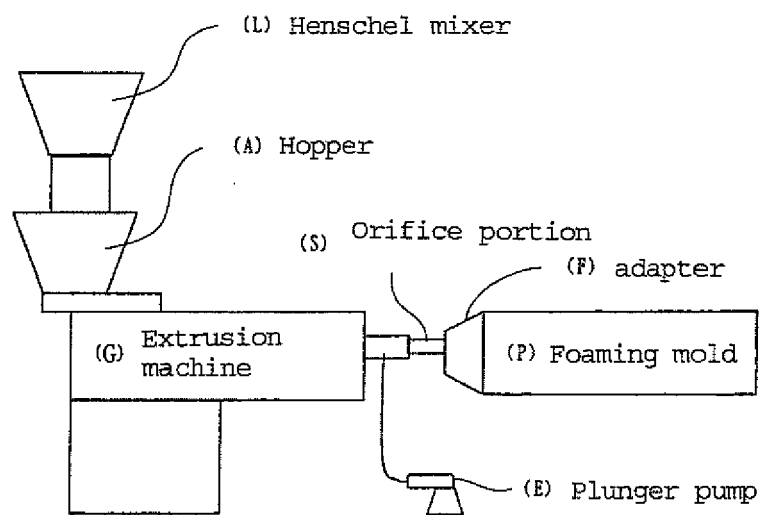 (L) Henschel mixer
(A) Hopper
(S) Orifice portion
(F) adapter
(G) Extrusion
machine
(P) Foaming mold
(E) Plunger pump